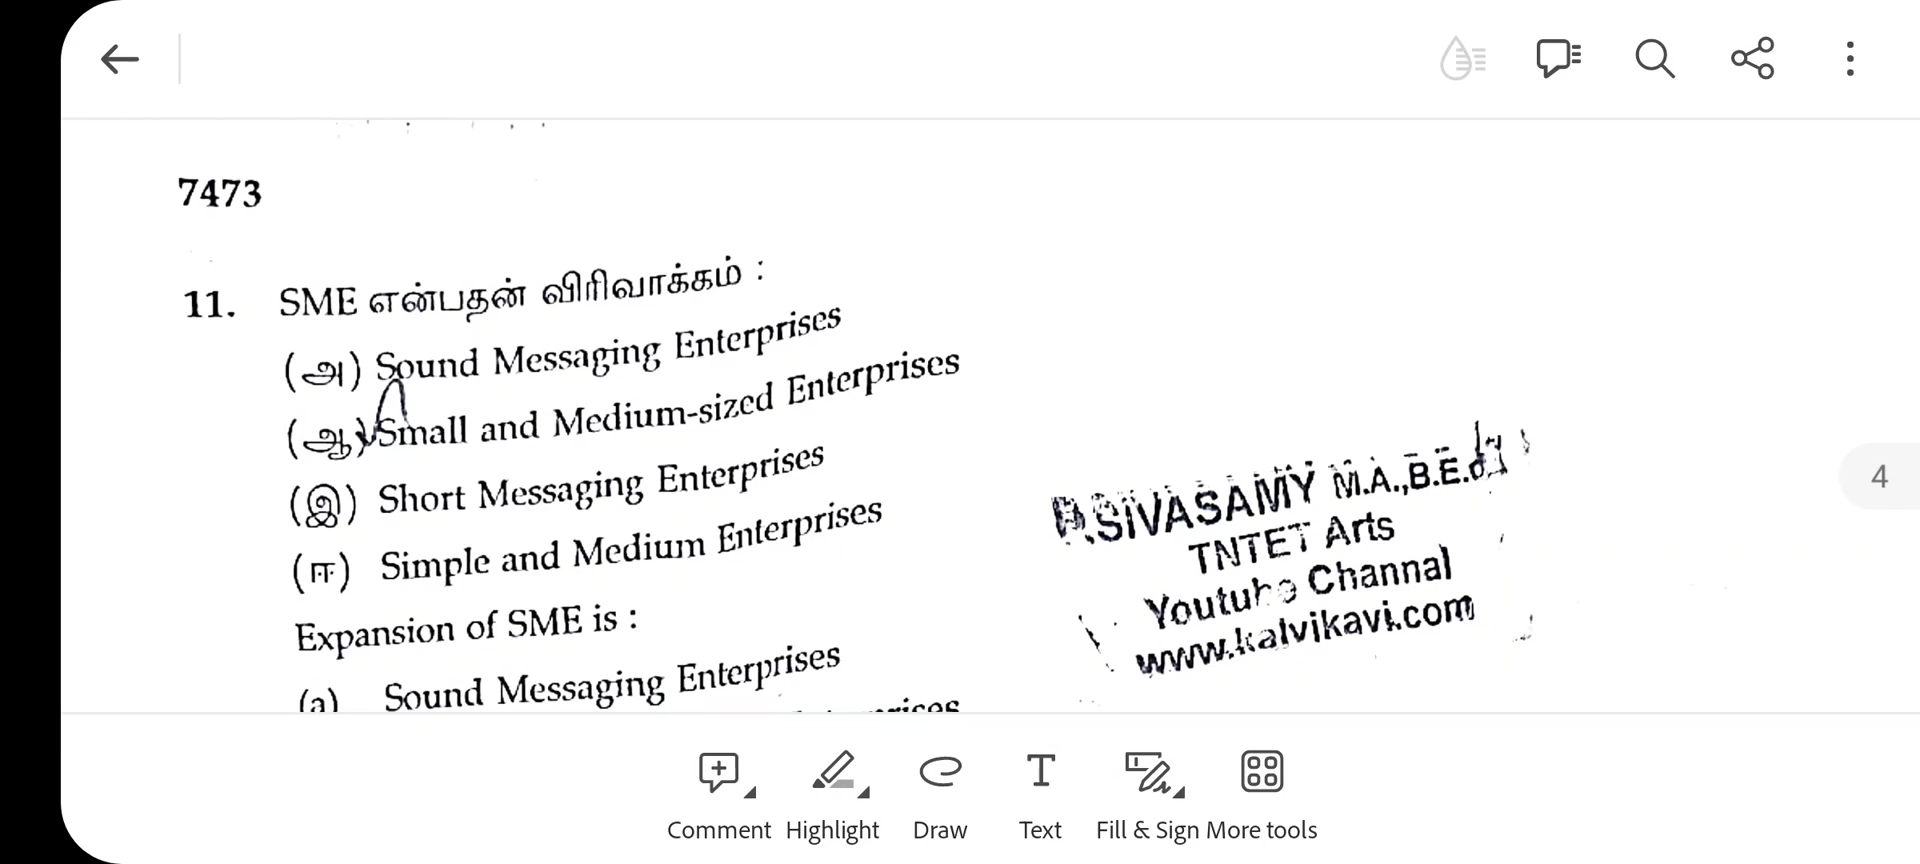 7473
11. SME என்பதன் விரிவாக்கம் :
(அ) Sound Messaging Enterprises
(ஆ) Small and Medium-sized Enterprises
(இ) Short Messaging Enterprises
(ஈ) Simple and Medium Enterprises
Expansion of SME is :
(a) Sound Messaging Enterprises
P.SIVASAMY M.A.,B.E.d.,
TNTET Arts
Youtube Channal
www.kalvikavi.com
4
Comment Highlight Draw Text Fill & Sign More tools